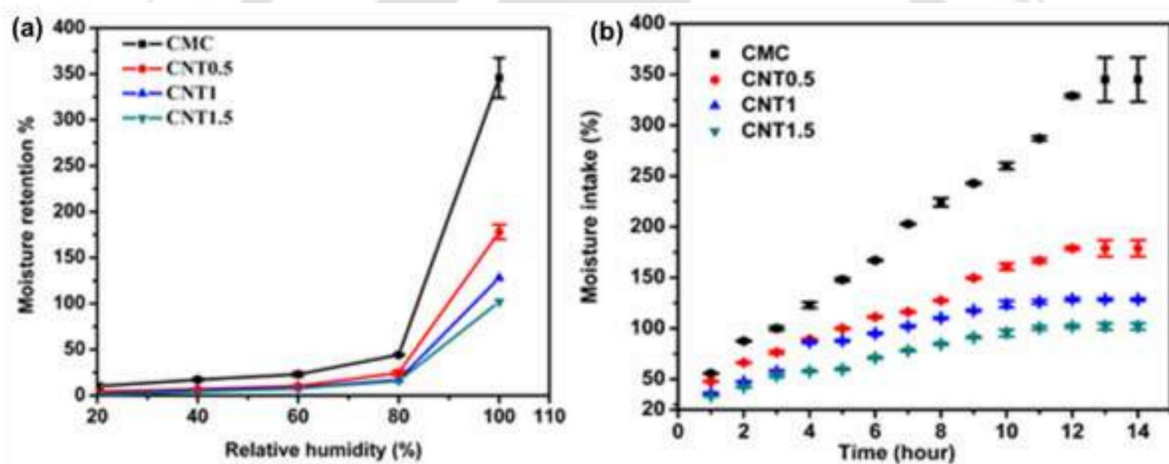 (a)
400
350
300
250
200
150
100
50
0
20 40 60 80 100 110
Moisture retention %
Relative humidity (%)
CMC
CNT0.5
CNT1
CNT1.5
(b)
400
350
300
250
200
150
100
50
20
0 2 4 6 8 10 12 14
Moisture intake (%)
Time (hour)
CMC
CNT0.5
CNT1
CNT1.5